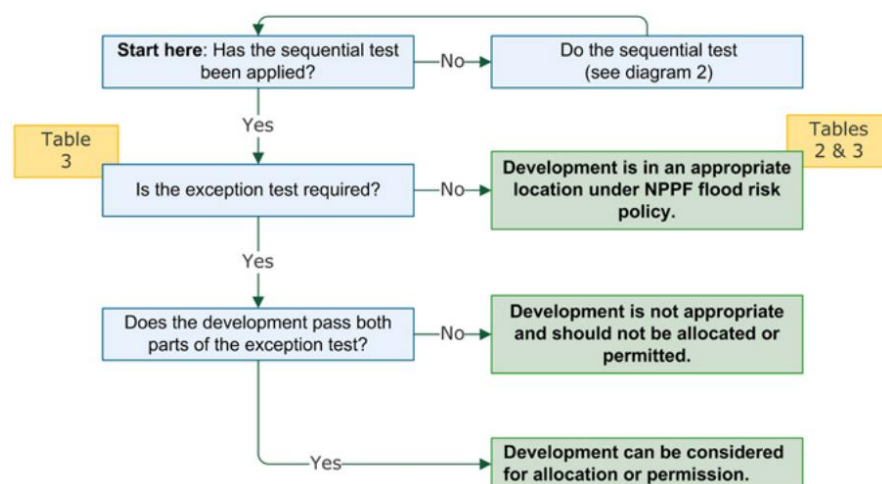 Start here: Has the sequential test
been applied?
No
Do the sequential test
(see diagram 2)
Yes
Table
3
Tables
2 & 3
Is the exception test required?
No
Development is in an appropriate
location under NPPF flood risk
policy.
Yes
Does the development pass both
parts of the exception test?
No
Development is not appropriate
and should not be allocated or
permitted.
Yes
Development can be considered
for allocation or permission.